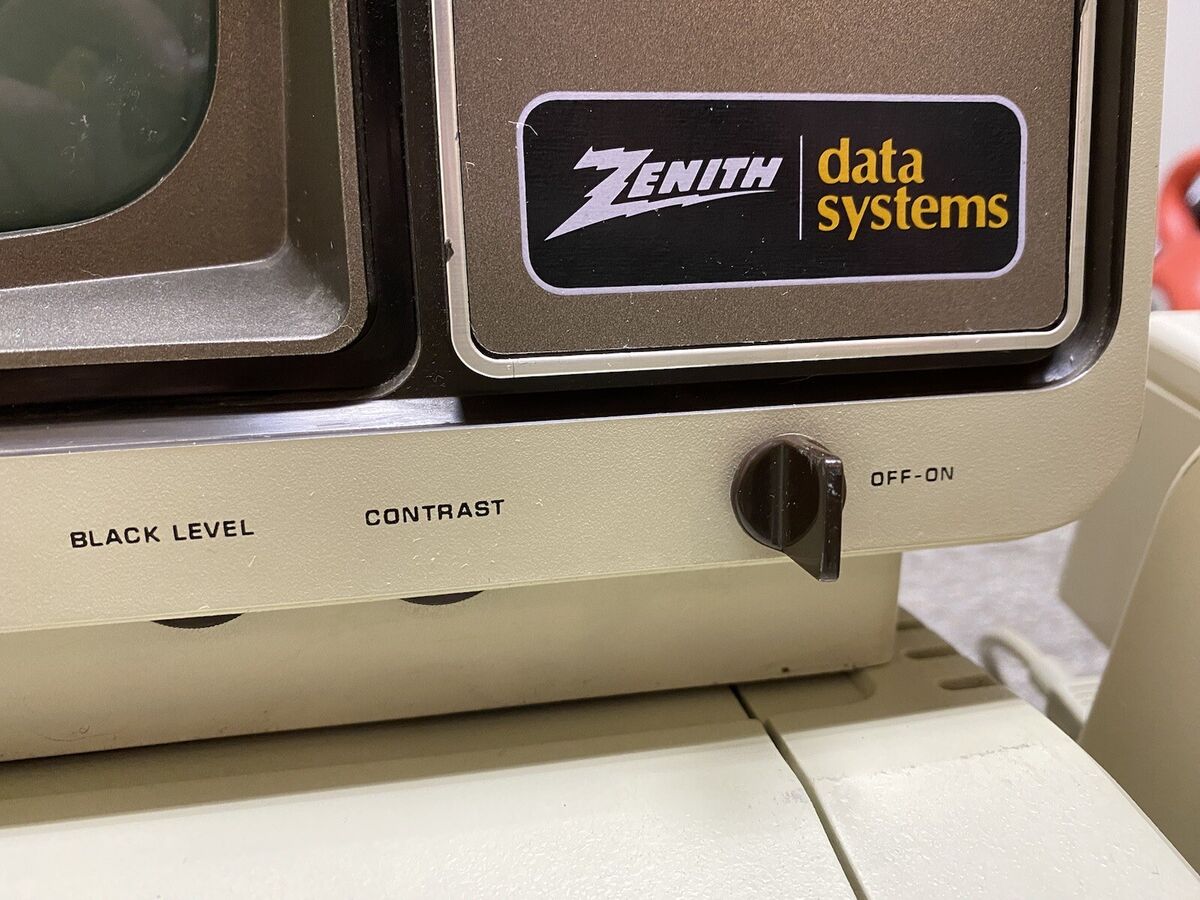 ZENITH
data
systems
BLACK LEVEL
CONTRAST
OFF-ON